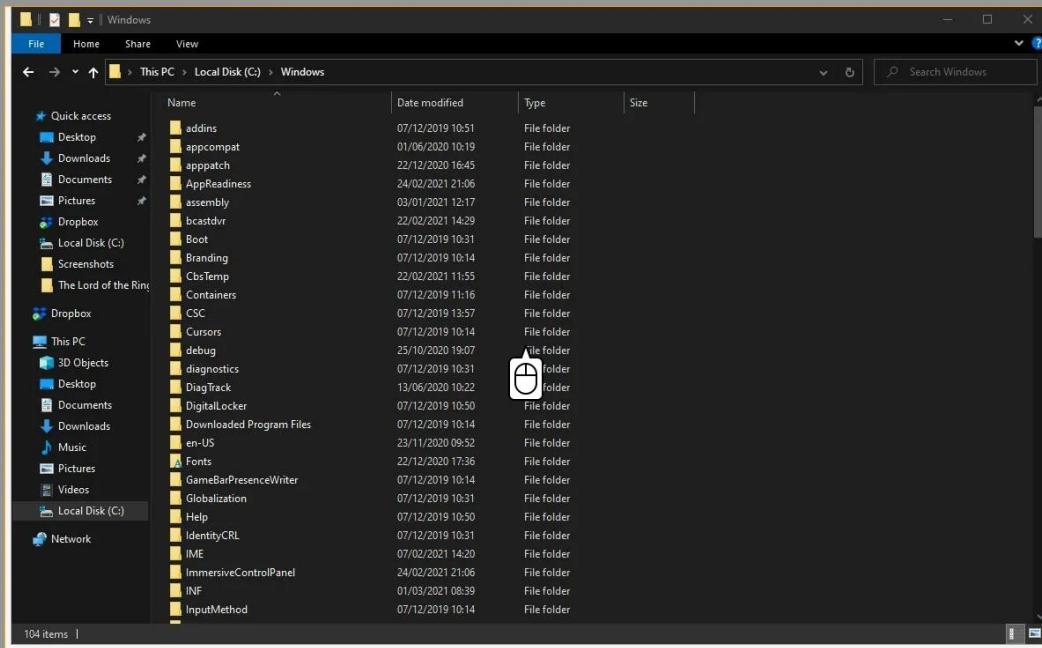 Windows
File Home Share View
This PC > Local Disk (C:) > Windows
Search Windows
Name Date modified Type Size
Quick access
Desktop
Downloads
Documents
Pictures
Dropbox
Local Disk (C:)
Screenshots
The Lord of the Ring
Dropbox
This PC
3D Objects
Desktop
Documents
Downloads
Music
Pictures
Videos
Local Disk (C:)
Network
addins 07/12/2019 10:51 File folder
appcompat 01/06/2020 10:19 File folder
apppatch 22/12/2020 16:45 File folder
AppReadiness 24/02/2021 21:06 File folder
assembly 03/01/2021 12:17 File folder
bcastdvr 22/02/2021 14:29 File folder
Boot 07/12/2019 10:31 File folder
Branding 07/12/2019 10:14 File folder
CbsTemp 22/02/2021 11:55 File folder
Containers 07/12/2019 11:16 File folder
CSC 07/12/2019 13:57 File folder
Cursors 07/12/2019 10:14 File folder
debug 25/10/2020 19:07 File folder
diagnostics 07/12/2019 10:31 folder
DiagTrack 13/06/2020 10:22 folder
DigitalLocker 07/12/2019 10:50 File folder
Downloaded Program Files 07/12/2019 10:14 File folder
en-US 23/11/2020 09:52 File folder
Fonts 22/12/2020 17:36 File folder
GameBarPresenceWriter 07/12/2019 10:14 File folder
Globalization 07/12/2019 10:31 File folder
Help 07/12/2019 10:50 File folder
IdentityCRL 07/12/2019 10:31 File folder
IME 07/02/2021 14:20 File folder
ImmersiveControlPanel 24/02/2021 21:06 File folder
INF 01/03/2021 08:39 File folder
InputMethod 07/12/2019 10:14 File folder
104 items